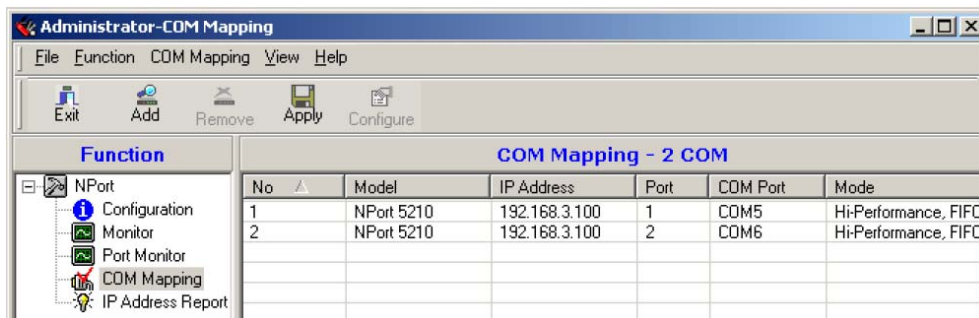 Administrator-COM Mapping
File Function COM Mapping View Help
Exit Add Remove Apply Configure
Function
COM Mapping - 2 COM
NPort
Configuration
Monitor
Port Monitor
COM Mapping
IP Address Report
No Model IP Address Port COM Port Mode
1 NPort 5210 192.168.3.100 1 COM5 Hi-Performance, FIFO
2 NPort 5210 192.168.3.100 2 COM6 Hi-Performance, FIFO